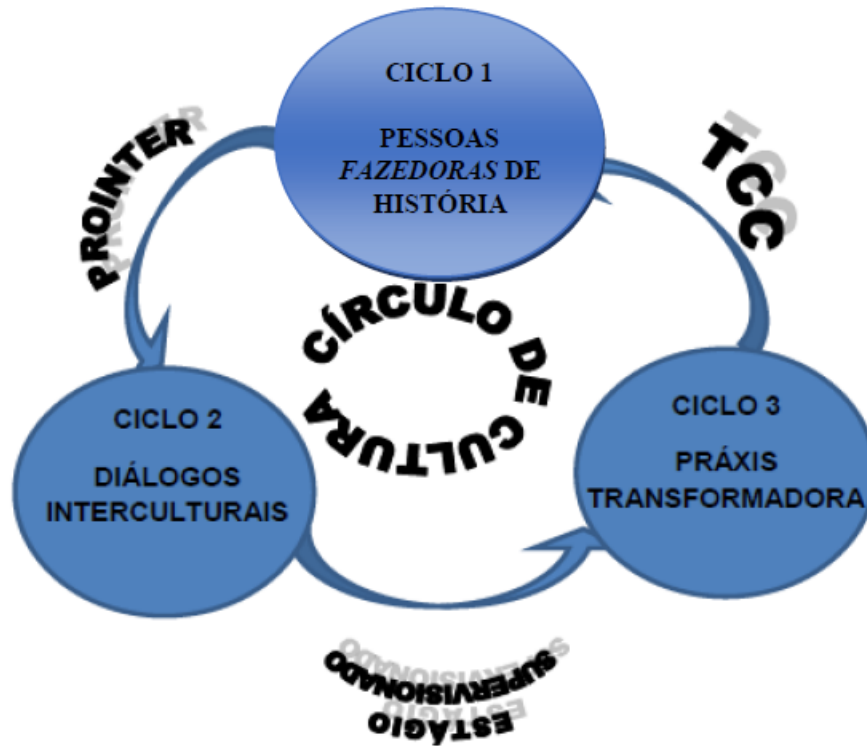 CICLO 1
PESSOAS
FAZEDORAS DE
HISTÓRIA
PROINTER
TCC
CÍRCULO DE CULTURA
CICLO 2
DIÁLOGOS
INTERCULTURAIS
CICLO 3
PRÁXIS
TRANSFORMADORA
ESTÁGIO
SUPERVISIONADO